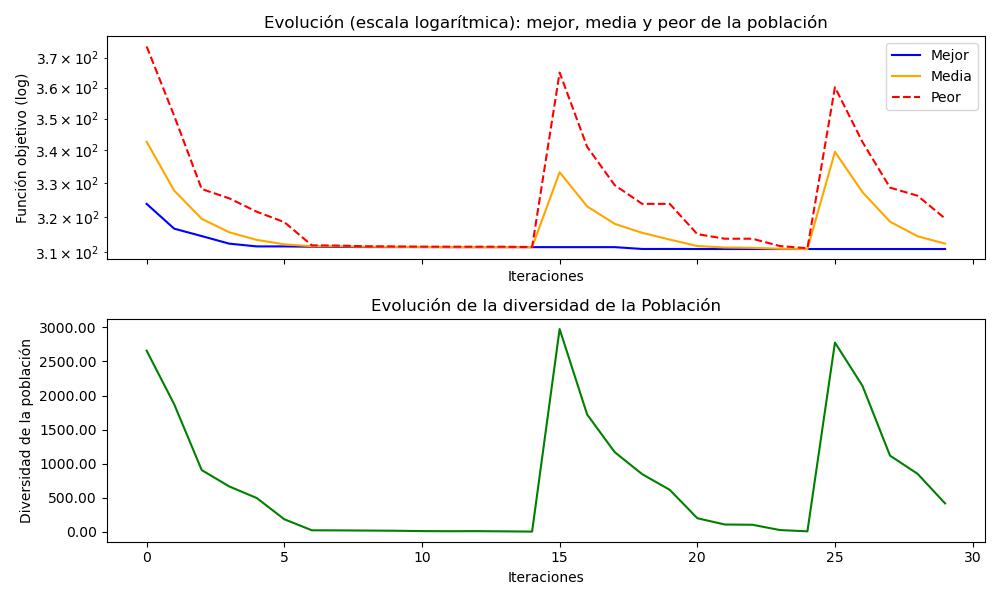 Evolución (escala logarítmica): mejor, media y peor de la población
Función objetivo (log)
3.7 × 10²
3.6 × 10²
3.5 × 10²
3.4 × 10²
3.3 × 10²
3.2 × 10²
3.1 × 10²
Mejor
Media
Peor
Iteraciones
Evolución de la diversidad de la Población
Diversidad de la población
3000.00
2500.00
2000.00
1500.00
1000.00
500.00
0.00
0 5 10 15 20 25 30
Iteraciones